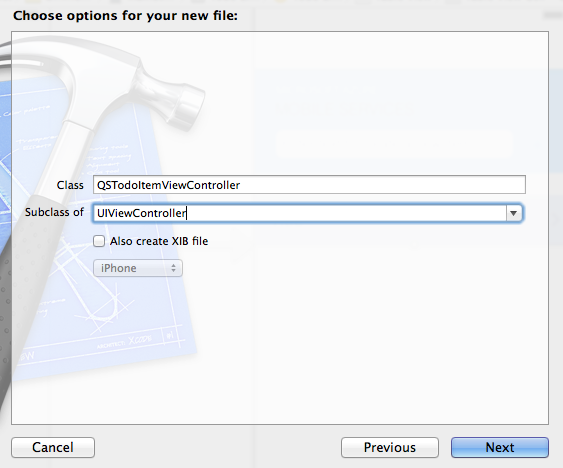 Choose options for your new file:
Class QSTodoItemViewController
Subclass of UIViewController
Also create XIB file
iPhone
Cancel Previous Next